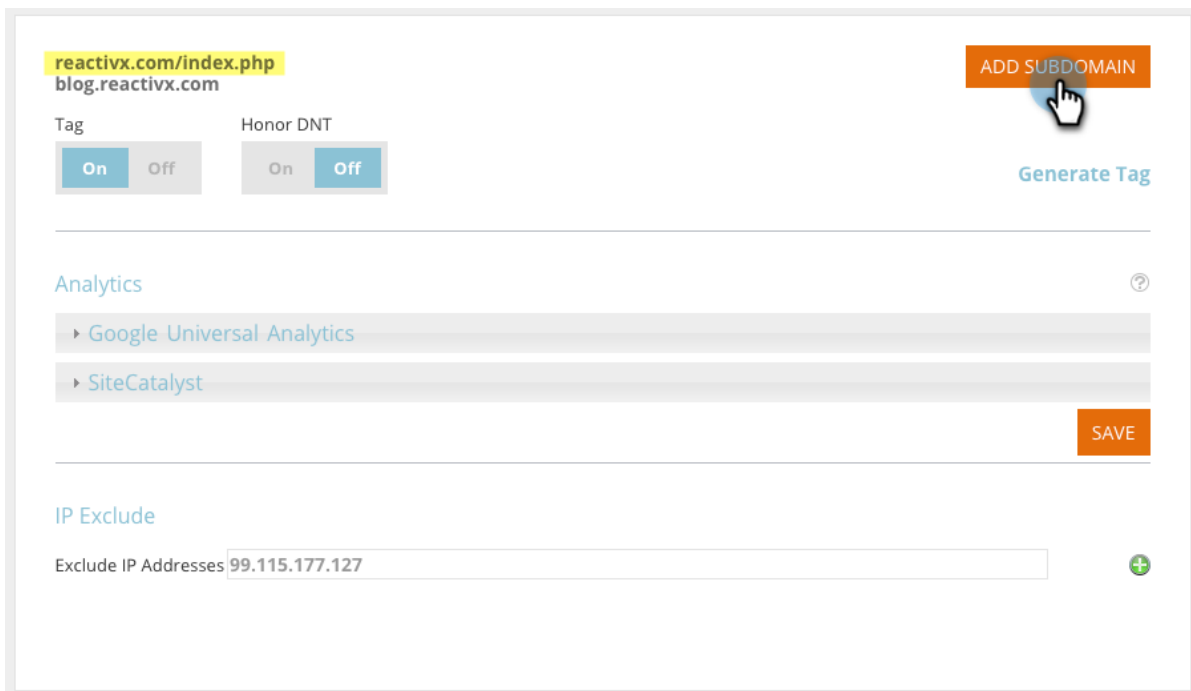 reactivx.com/index.php
ADD SUBDOMAIN
blog.reactivx.com
Tag Honor DNT
On Off On Off
Generate Tag
Analytics ?
Google Universal Analytics
SiteCatalyst
SAVE
IP Exclude
Exclude IP Addresses 99.115.177.127